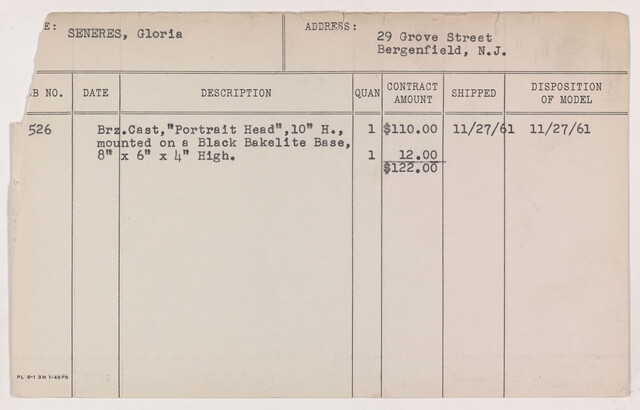 E: SENERES, Gloria
ADDRESS: 29 Grove Street
Bergenfield, N.J.
B NO. DATE DESCRIPTION QUAN CONTRACT AMOUNT SHIPPED DISPOSITION OF MODEL
526 Brz.Cast,"Portrait Head",10" H., 1 $110.00 11/27/61 11/27/61
mounted on a Black Bakelite Base,
8" x 6" x 4" High. 1 12.00
$122.00